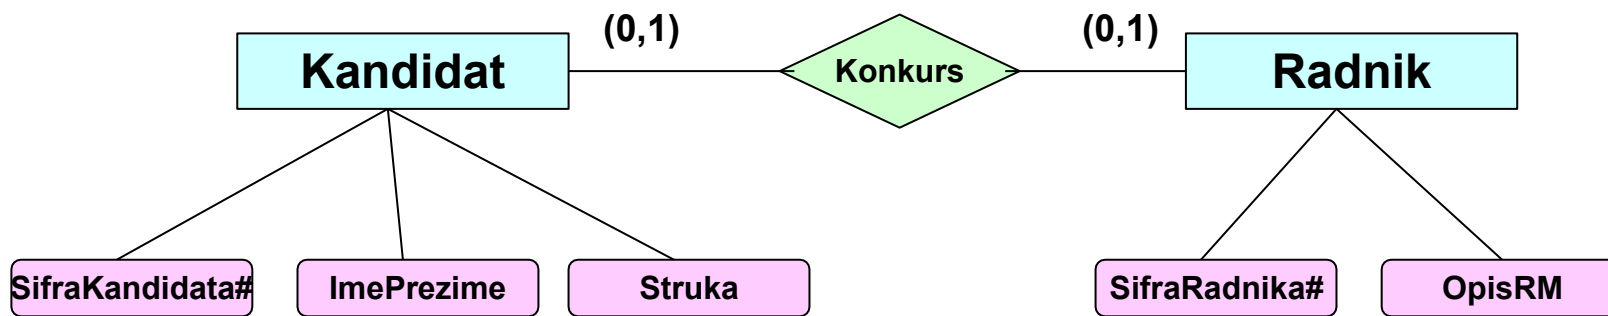 (0,1) (0,1)
Kandidat Konkurs Radnik
SifraKandidata# ImePrezime Struka SifraRadnika# OpisRM